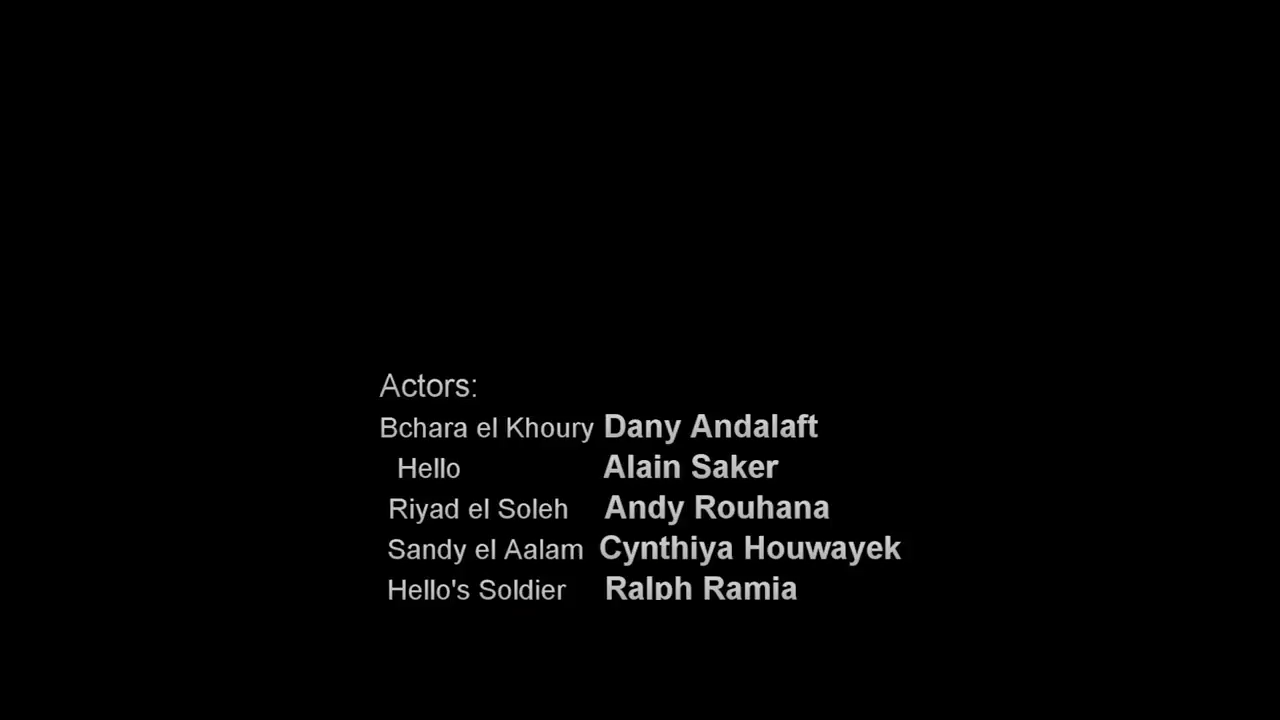 Actors:
Bchara el Khoury Dany Andalaft
Hello Alain Saker
Riyad el Soleh Andy Rouhana
Sandy el Aalam Cynthiya Houwayek
Hello's Soldier Ralph Ramia